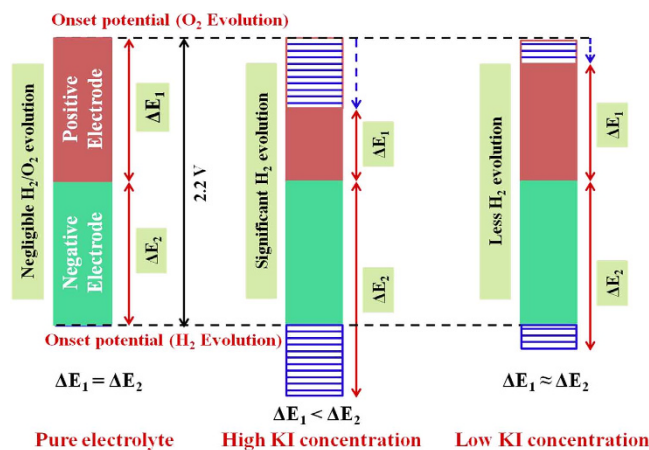 Onset potential (O₂ Evolution)
Negligible H₂/O₂ evolution
Positive
Electrode
Negative
Electrode
ΔE₁
ΔE₂
2.2 V
Significant H₂ evolution
ΔE₁
ΔE₂
Less H₂ evolution
ΔE₁
ΔE₂
Onset potential (H₂ Evolution)
ΔE₁ = ΔE₂
ΔE₁ < ΔE₂
ΔE₁ ≈ ΔE₂
Pure electrolyte
High KI concentration
Low KI concentration